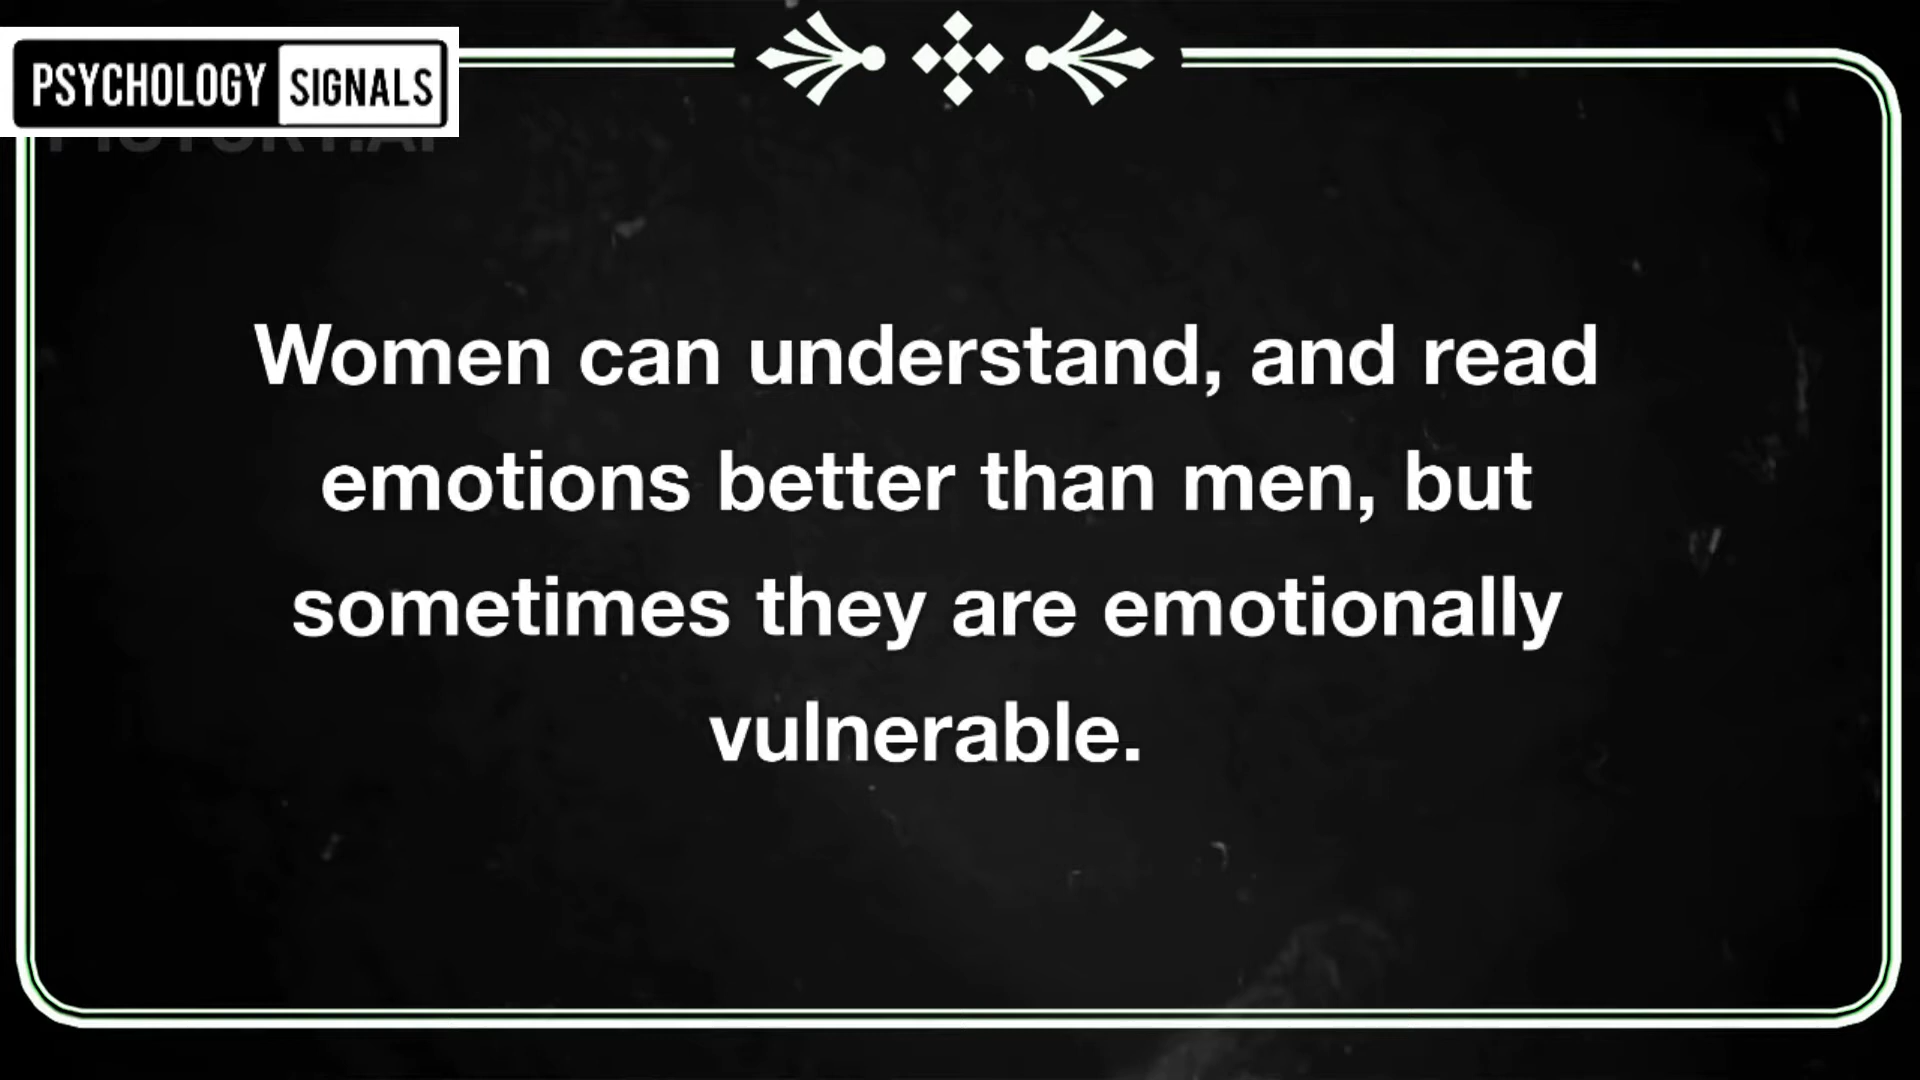 PSYCHOLOGY SIGNALS
Women can understand, and read
emotions better than men, but
sometimes they are emotionally
vulnerable.